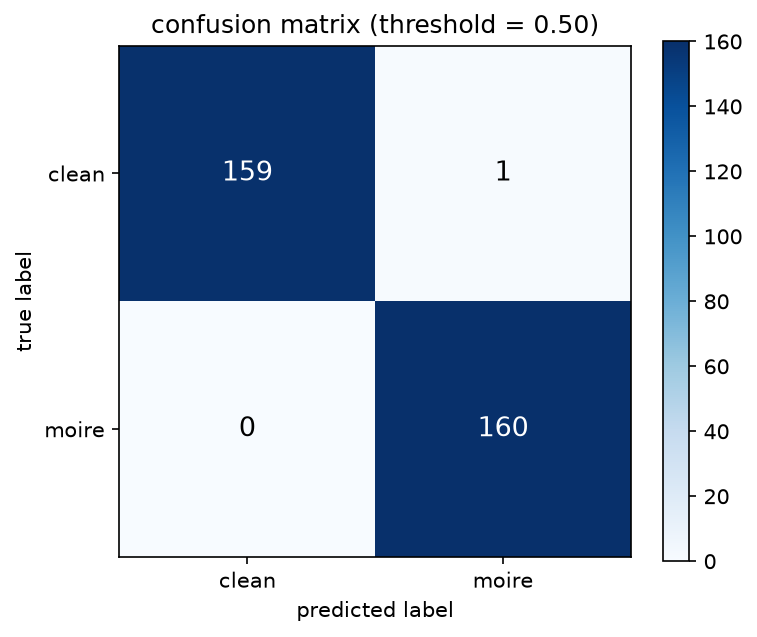 confusion matrix (threshold = 0.50)
160
140
120
100
80
60
40
20
0
true label
clean
159
1
moire
0
160
clean
moire
predicted label